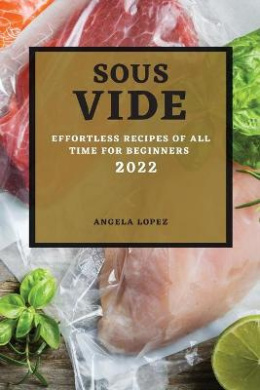 SOUS
VIDE
EFFORTLESS RECIPES OF ALL
TIME FOR BEGINNERS
2022
ANGELA LOPEZ